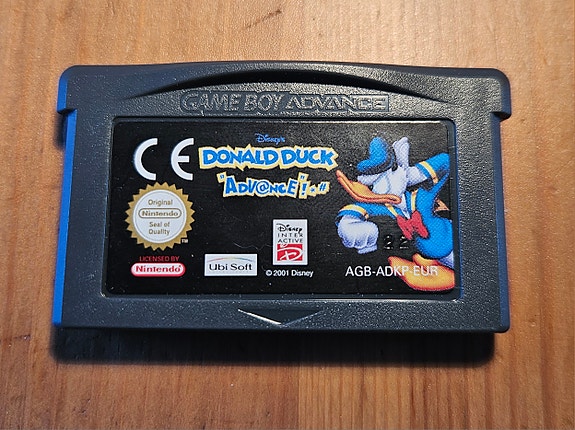 GAME BOY ADVANCE
CE
Disney's
DONALD DUCK
"ADV@NCE"!*#
Original
Nintendo
Seal of
Quality
TM
LICENSED BY
Nintendo
Ubi Soft
Disney
INTER
ACTIVE
© 2001 Disney
AGB-ADKP-EUR